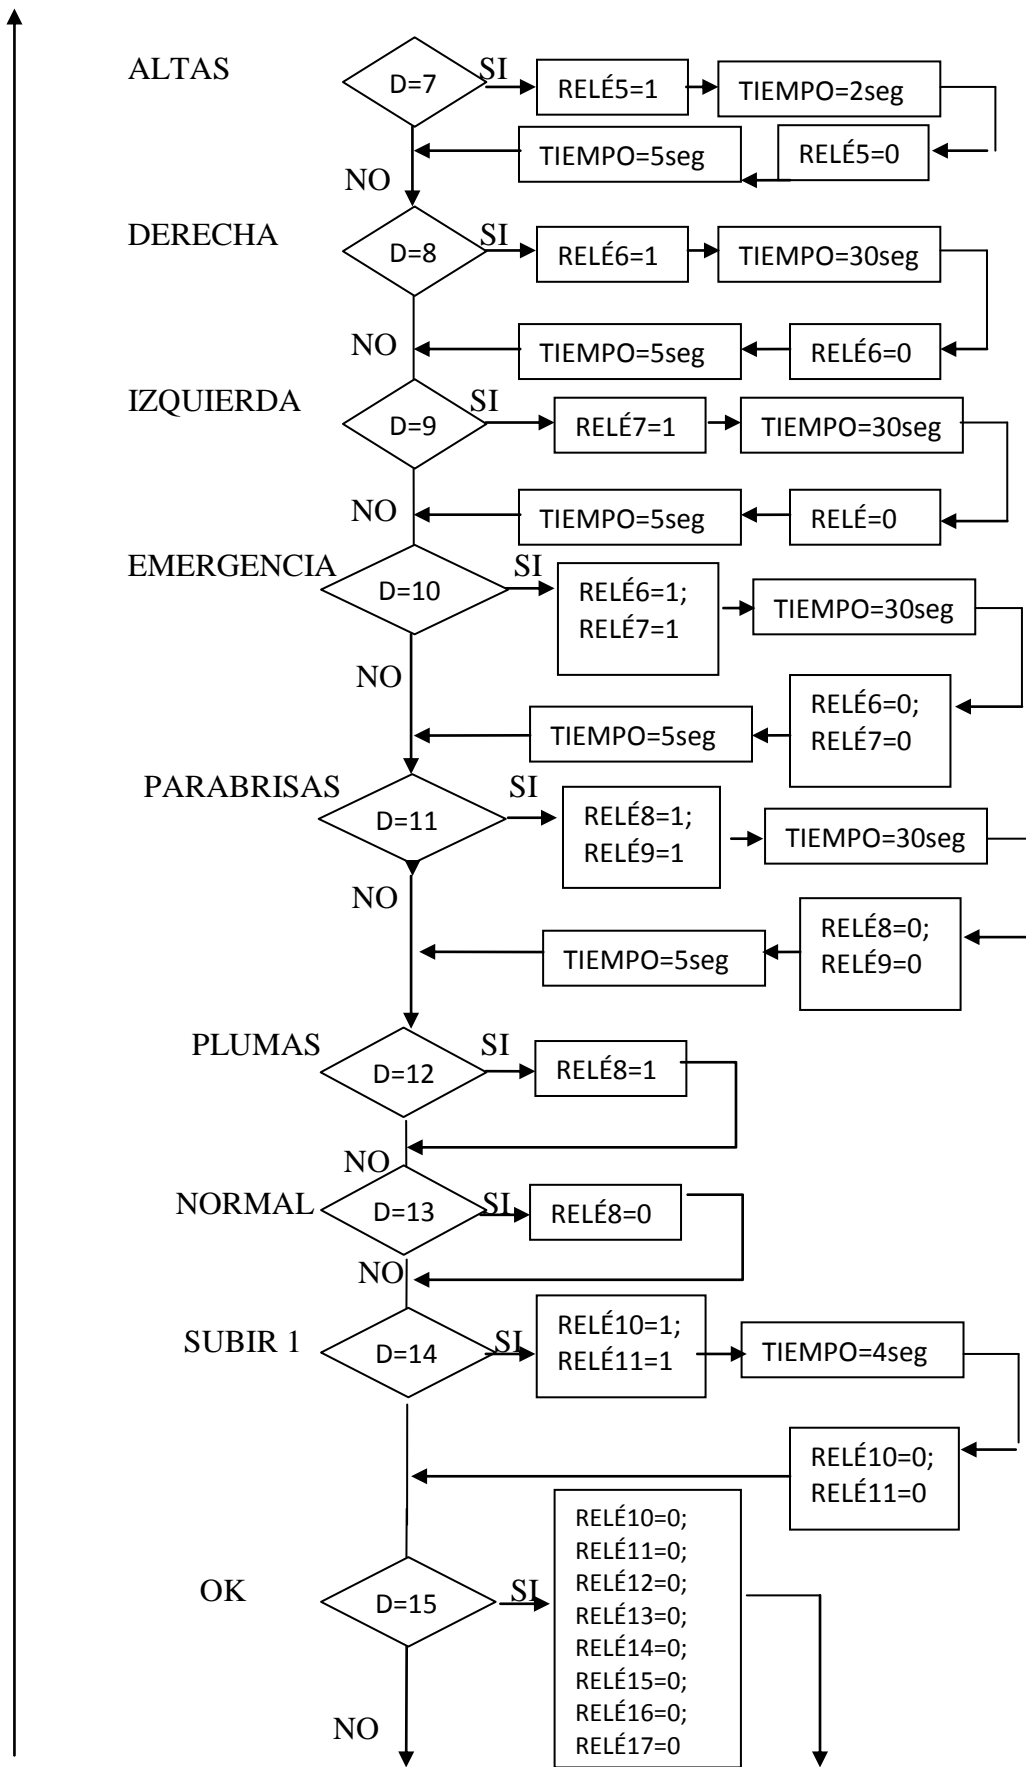 ALTAS
D=7
SI
RELÉ5=1
TIEMPO=2seg
TIEMPO=5seg
RELÉ5=0
NO
DERECHA
D=8
SI
RELÉ6=1
TIEMPO=30seg
NO
TIEMPO=5seg
RELÉ6=0
IZQUIERDA
D=9
SI
RELÉ7=1
TIEMPO=30seg
NO
TIEMPO=5seg
RELÉ=0
EMERGENCIA
D=10
SI
RELÉ6=1;
RELÉ7=1
TIEMPO=30seg
NO
TIEMPO=5seg
RELÉ6=0;
RELÉ7=0
PARABRISAS
D=11
SI
RELÉ8=1;
RELÉ9=1
TIEMPO=30seg
NO
TIEMPO=5seg
RELÉ8=0;
RELÉ9=0
PLUMAS
D=12
SI
RELÉ8=1
NO
NORMAL
D=13
SI
RELÉ8=0
NO
SUBIR 1
D=14
SI
RELÉ10=1;
RELÉ11=1
TIEMPO=4seg
RELÉ10=0;
RELÉ11=0
OK
D=15
SI
RELÉ10=0;
RELÉ11=0;
RELÉ12=0;
RELÉ13=0;
RELÉ14=0;
RELÉ15=0;
RELÉ16=0;
RELÉ17=0
NO